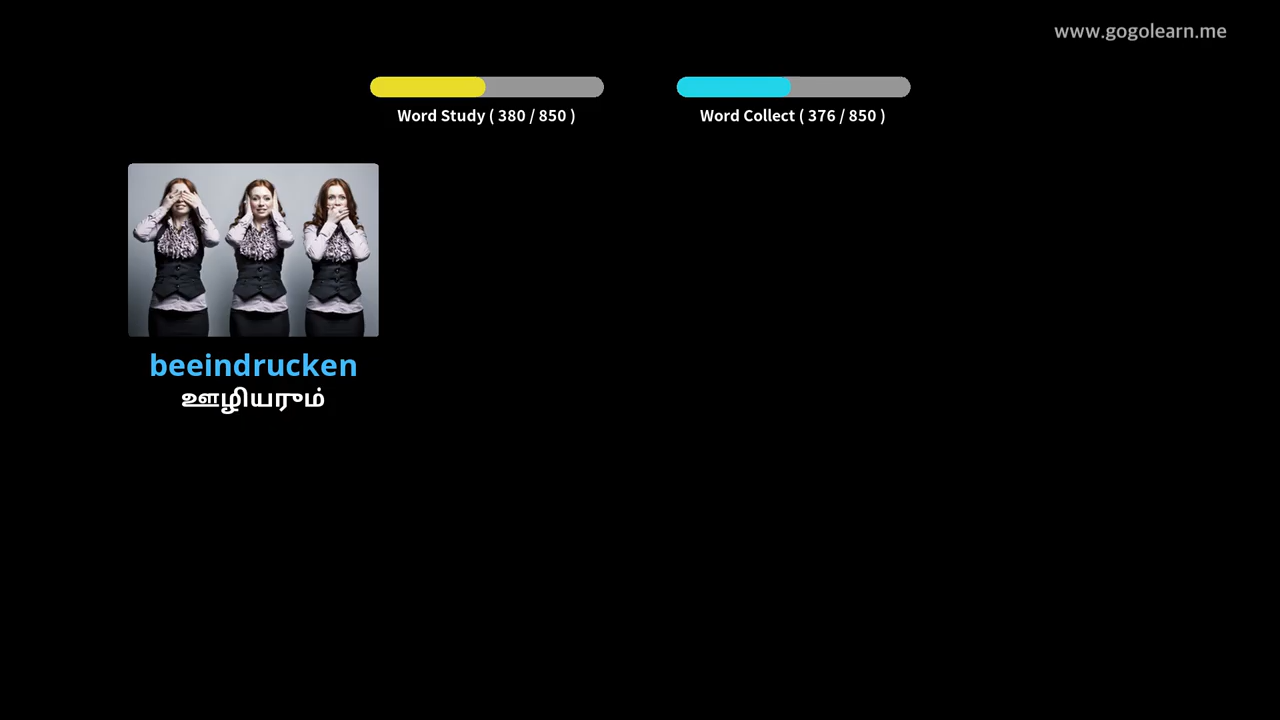 www.gogolearn.me
Word Study ( 380 / 850 )
Word Collect ( 376 / 850 )
beeindrucken
ஊழியரும்